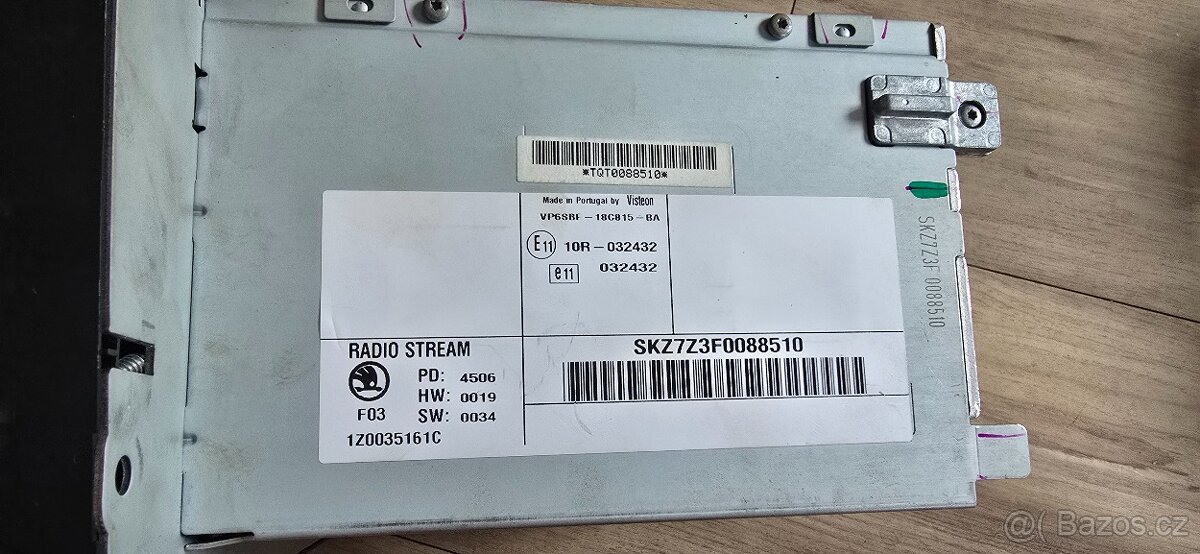 *TQT0088510*
Made in Portugal by Visteon
VP6SBF-18C815-BA
E11 10R-032432
e11 032432
RADIO STREAM
PD: 4506
HW: 0019
F03 SW: 0034
1Z0035161C
SKZ7Z3F0088510
SKZ7Z3F0088510
@( Bazos.cz